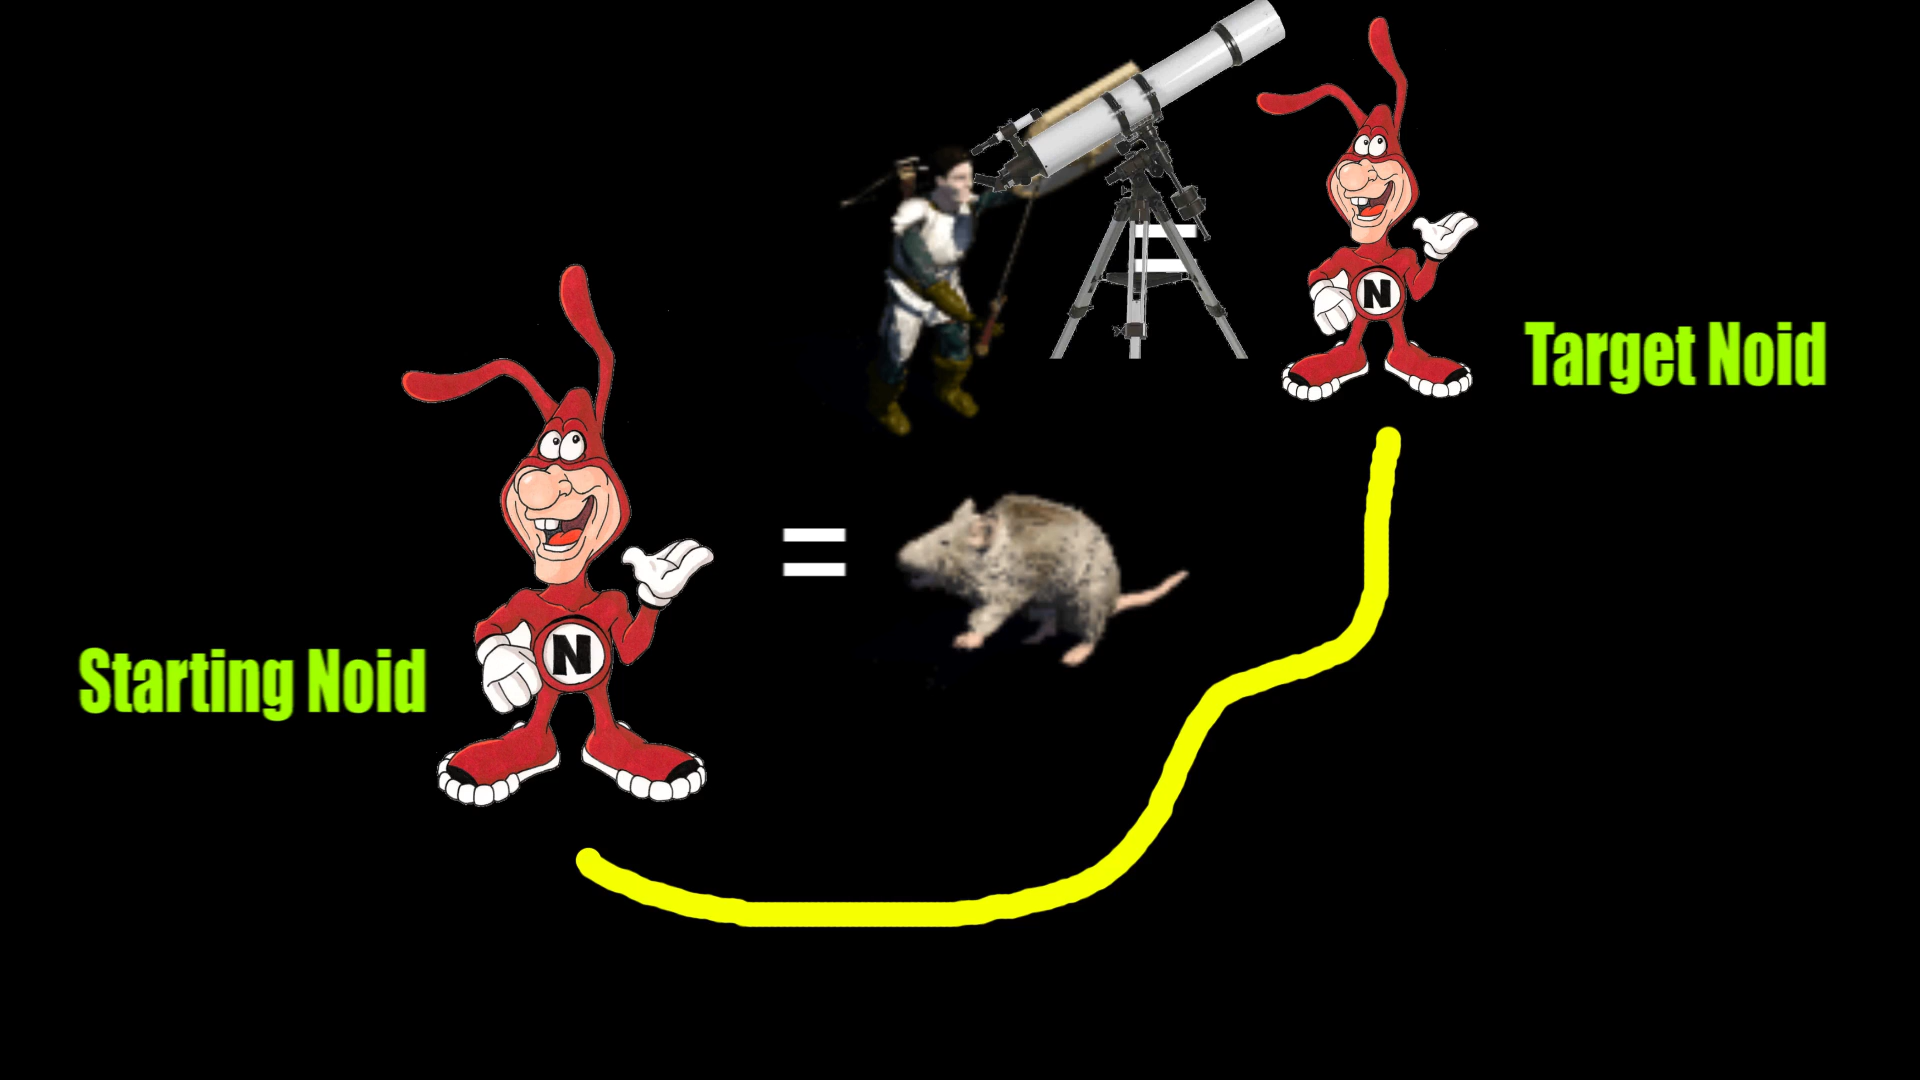 Target Noid
N
=
=
N
Starting Noid